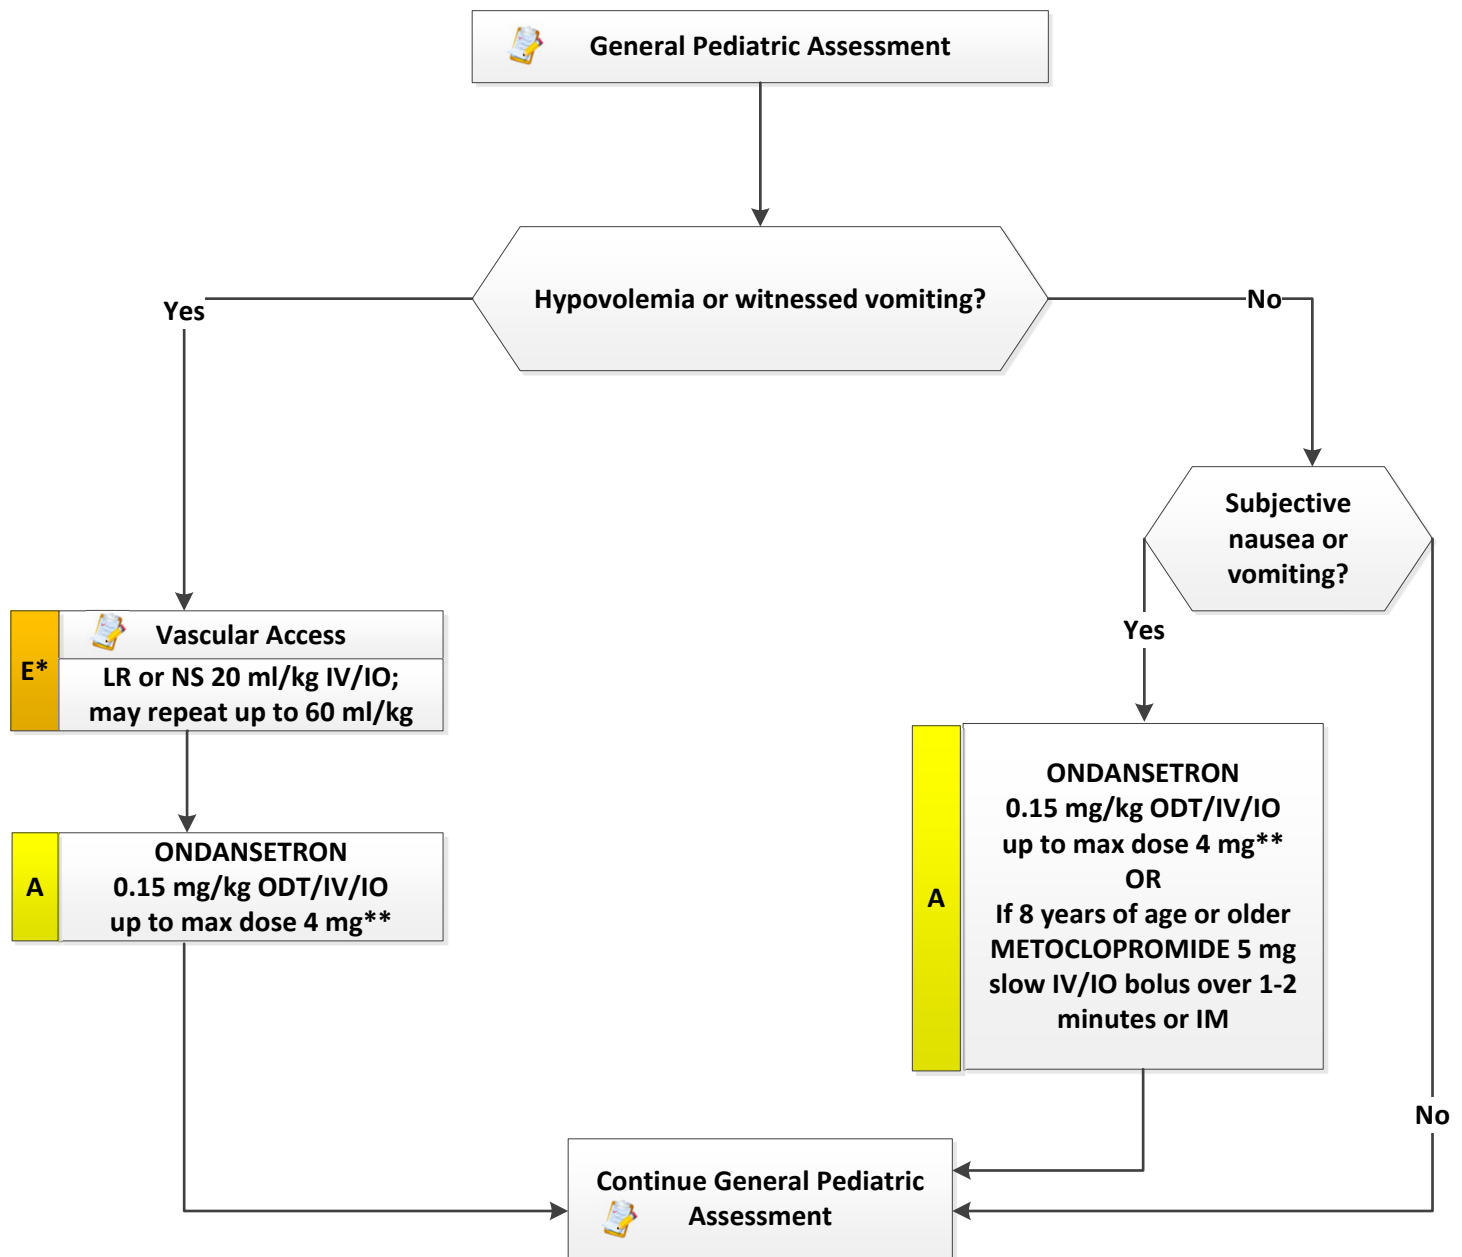 General Pediatric Assessment
Hypovolemia or witnessed vomiting?
Yes
No
Subjective
nausea or
vomiting?
Yes
No
E*
Vascular Access
LR or NS 20 ml/kg IV/IO;
may repeat up to 60 ml/kg
A
ONDANSETRON
0.15 mg/kg ODT/IV/IO
up to max dose 4 mg**
A
ONDANSETRON
0.15 mg/kg ODT/IV/IO
up to max dose 4 mg**
OR
If 8 years of age or older
METOCLOPROMIDE 5 mg
slow IV/IO bolus over 1-2
minutes or IM
Continue General Pediatric
Assessment